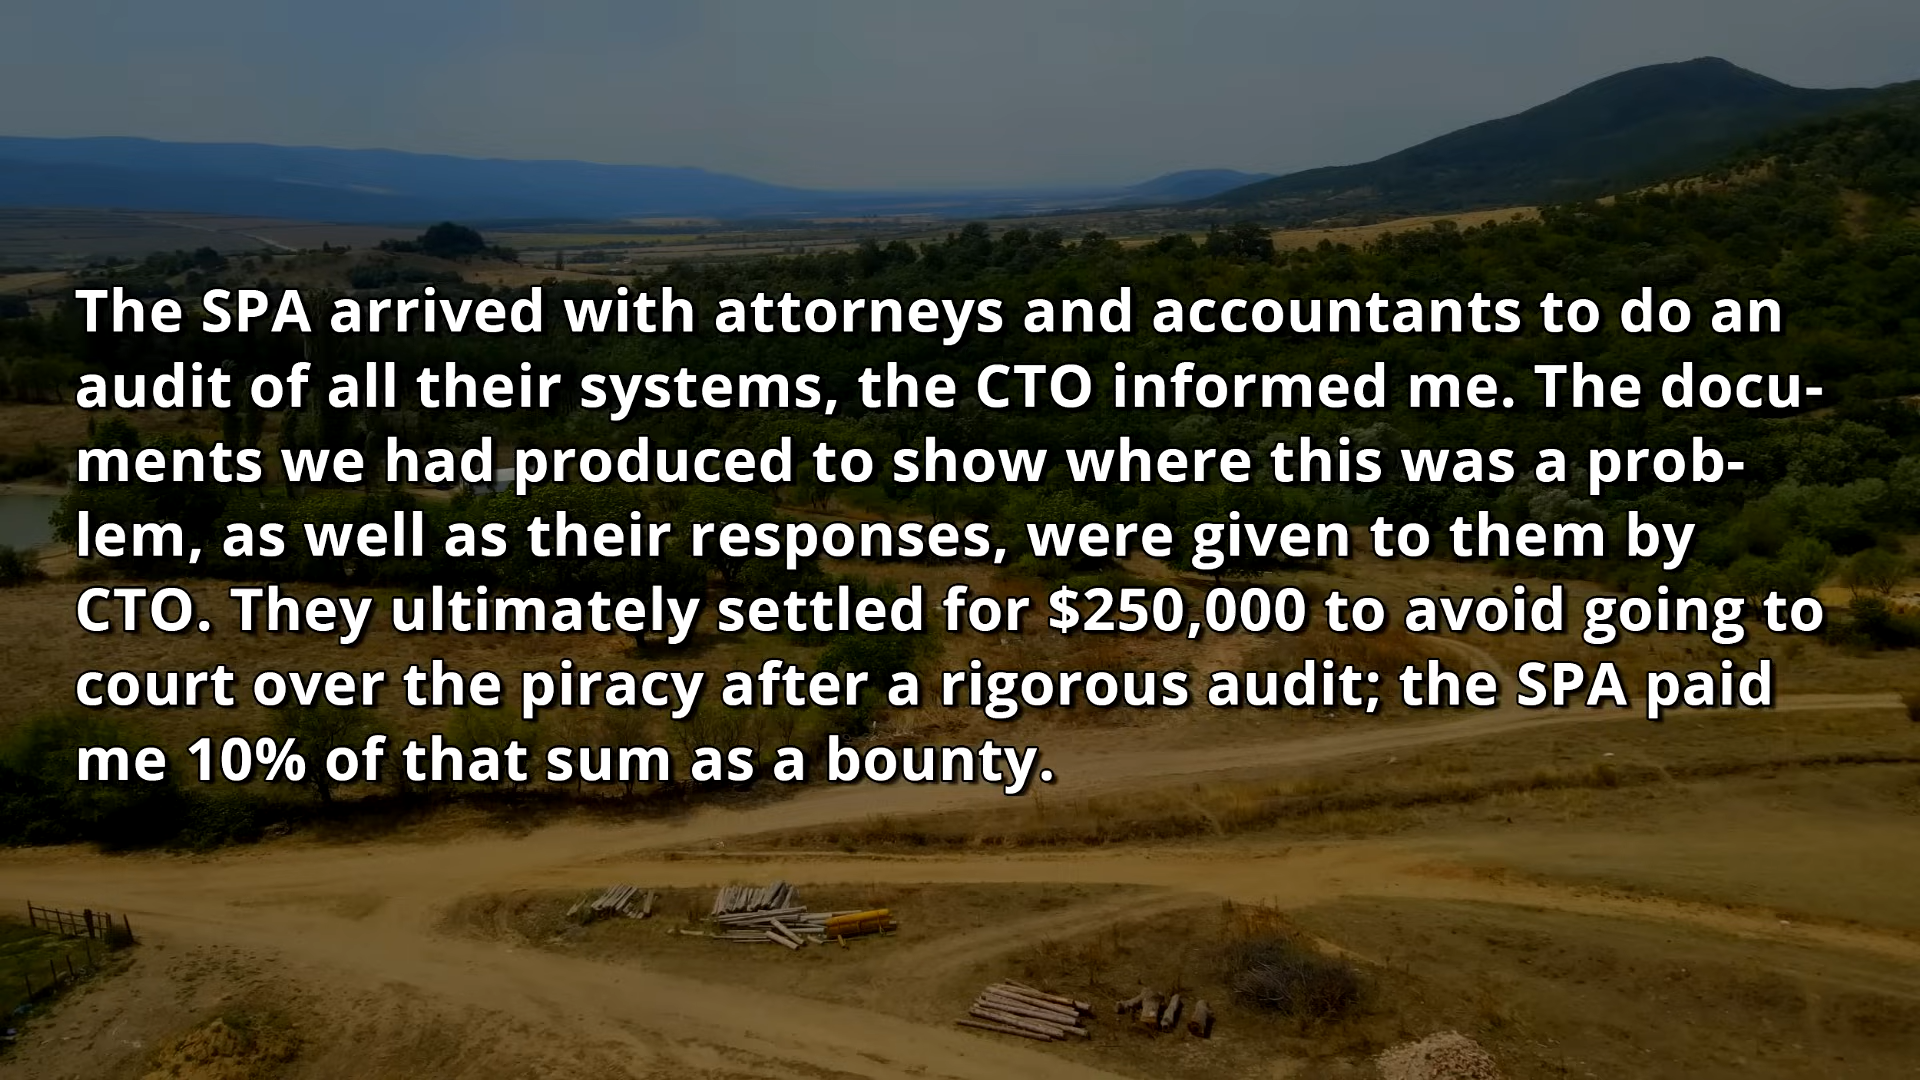 The SPA arrived with attorneys and accountants to do an
audit of all their systems, the CTO informed me. The docu-
ments we had produced to show where this was a prob-
lem, as well as their responses, were given to them by
CTO. They ultimately settled for $250,000 to avoid going to
court over the piracy after a rigorous audit; the SPA paid
me 10% of that sum as a bounty.